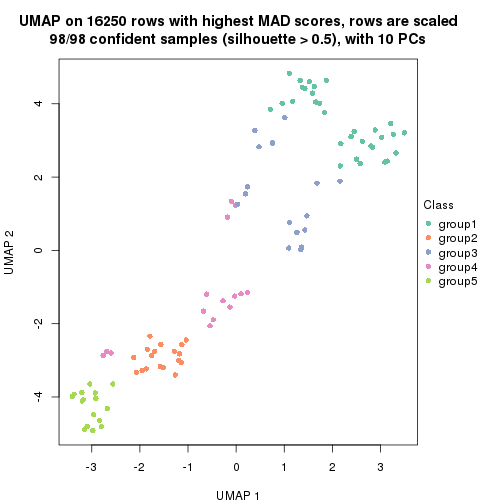 UMAP on 16250 rows with highest MAD scores, rows are scaled
98/98 confident samples (silhouette > 0.5), with 10 PCs
4
2
0
-2
-4
UMAP 2
-3
-2
-1
0
1
2
3
UMAP 1
Class
group1
group2
group3
group4
group5